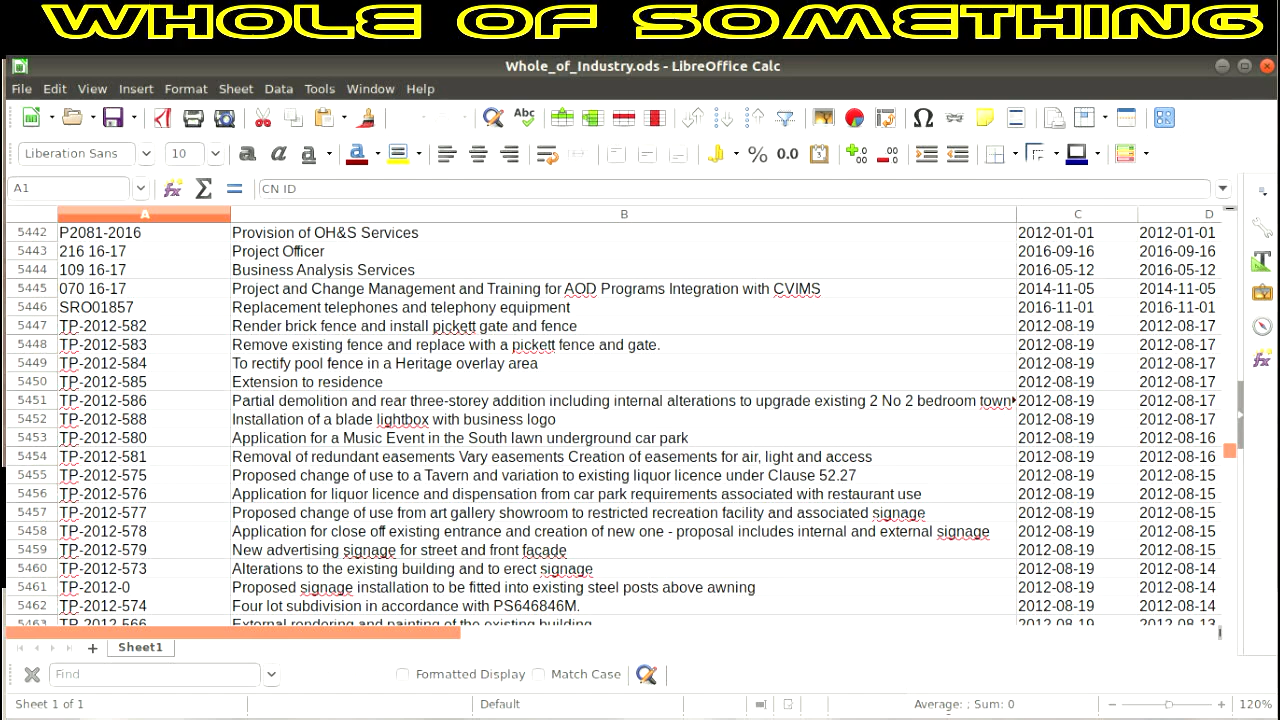 WHOLE OF SOMETHING
Whole_of_Industry.ods - LibreOffice Calc
File Edit View Insert Format Sheet Data Tools Window Help
Liberation Sans 10
A1 CN ID
A B C D
5442 P2081-2016 Provision of OH&S Services 2012-01-01 2012-01-01
5443 216 16-17 Project Officer 2016-09-16 2016-09-16
5444 109 16-17 Business Analysis Services 2016-05-12 2016-05-12
5445 070 16-17 Project and Change Management and Training for AOD Programs Integration with CVIMS 2014-11-05 2014-11-05
5446 SRO01857 Replacement telephones and telephony equipment 2016-11-01 2016-11-01
5447 TP-2012-582 Render brick fence and install pickett gate and fence 2012-08-19 2012-08-17
5448 TP-2012-583 Remove existing fence and replace with a pickett fence and gate. 2012-08-19 2012-08-17
5449 TP-2012-584 To rectify pool fence in a Heritage overlay area 2012-08-19 2012-08-17
5450 TP-2012-585 Extension to residence 2012-08-19 2012-08-17
5451 TP-2012-586 Partial demolition and rear three-storey addition including internal alterations to upgrade existing 2 No 2 bedroom town 2012-08-19 2012-08-17
5452 TP-2012-588 Installation of a blade lightbox with business logo 2012-08-19 2012-08-17
5453 TP-2012-580 Application for a Music Event in the South lawn underground car park 2012-08-19 2012-08-16
5454 TP-2012-581 Removal of redundant easements Vary easements Creation of easements for air, light and access 2012-08-19 2012-08-16
5455 TP-2012-575 Proposed change of use to a Tavern and variation to existing liquor licence under Clause 52.27 2012-08-19 2012-08-15
5456 TP-2012-576 Application for liquor licence and dispensation from car park requirements associated with restaurant use 2012-08-19 2012-08-15
5457 TP-2012-577 Proposed change of use from art gallery showroom to restricted recreation facility and associated signage 2012-08-19 2012-08-15
5458 TP-2012-578 Application for close off existing entrance and creation of new one - proposal includes internal and external signage 2012-08-19 2012-08-15
5459 TP-2012-579 New advertising signage for street and front façade 2012-08-19 2012-08-15
5460 TP-2012-573 Alterations to the existing building and to erect signage 2012-08-19 2012-08-14
5461 TP-2012-0 Proposed signage installation to be fitted into existing steel posts above awning 2012-08-19 2012-08-14
5462 TP-2012-574 Four lot subdivision in accordance with PS646846M. 2012-08-19 2012-08-14
5463 TP-2012-566 External rendering and painting of the existing building 2012-08-19 2012-08-13
Sheet1
Find Formatted Display Match Case
Sheet 1 of 1 Default Average: ; Sum: 0 120%